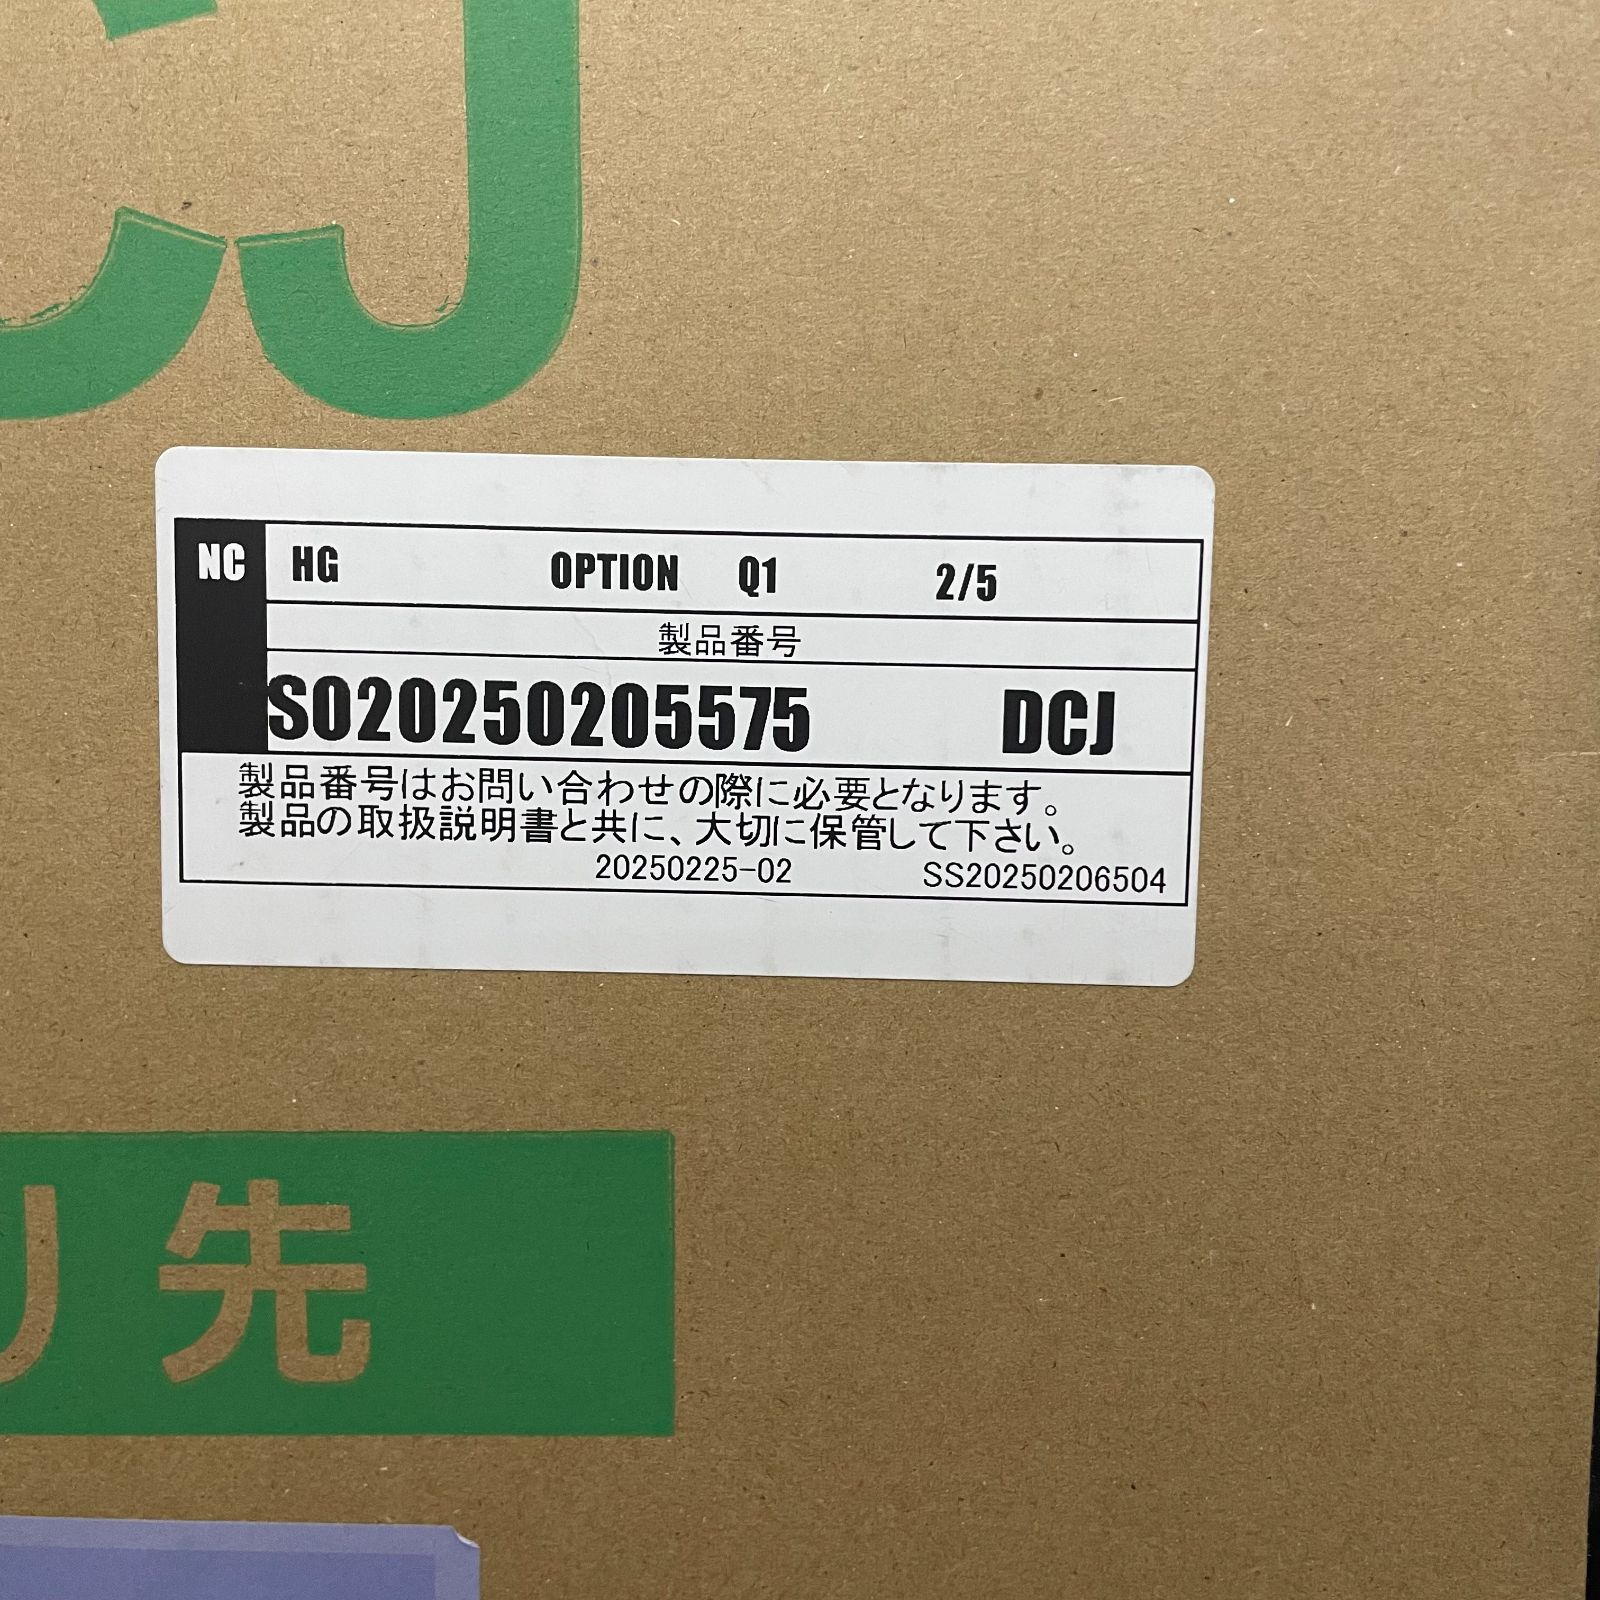 CJ
NC HG OPTION Q1 2/5
製品番号
SO20250205575 DCJ
製品番号はお問い合わせの際に必要となります。
製品の取扱説明書と共に、大切に保管して下さい。
20250225-02 SS20250206504
り先